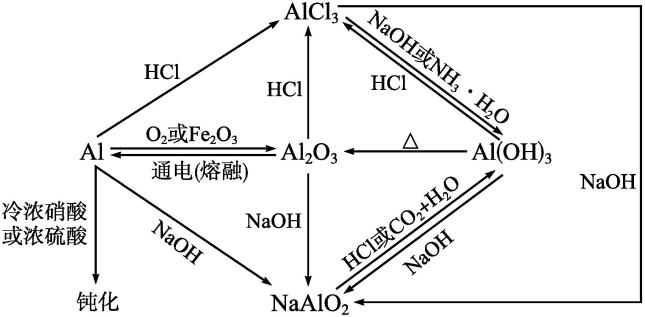 AlCl₃
NaOH或NH₃·H₂O
HCl
HCl
HCl
O₂或Fe₂O₃
Al
Al₂O₃
△
Al(OH)₃
通电(熔融)
NaOH
冷浓硝酸
或浓硫酸
NaOH
NaOH
HCl或CO₂+H₂O
NaOH
钝化
NaAlO₂